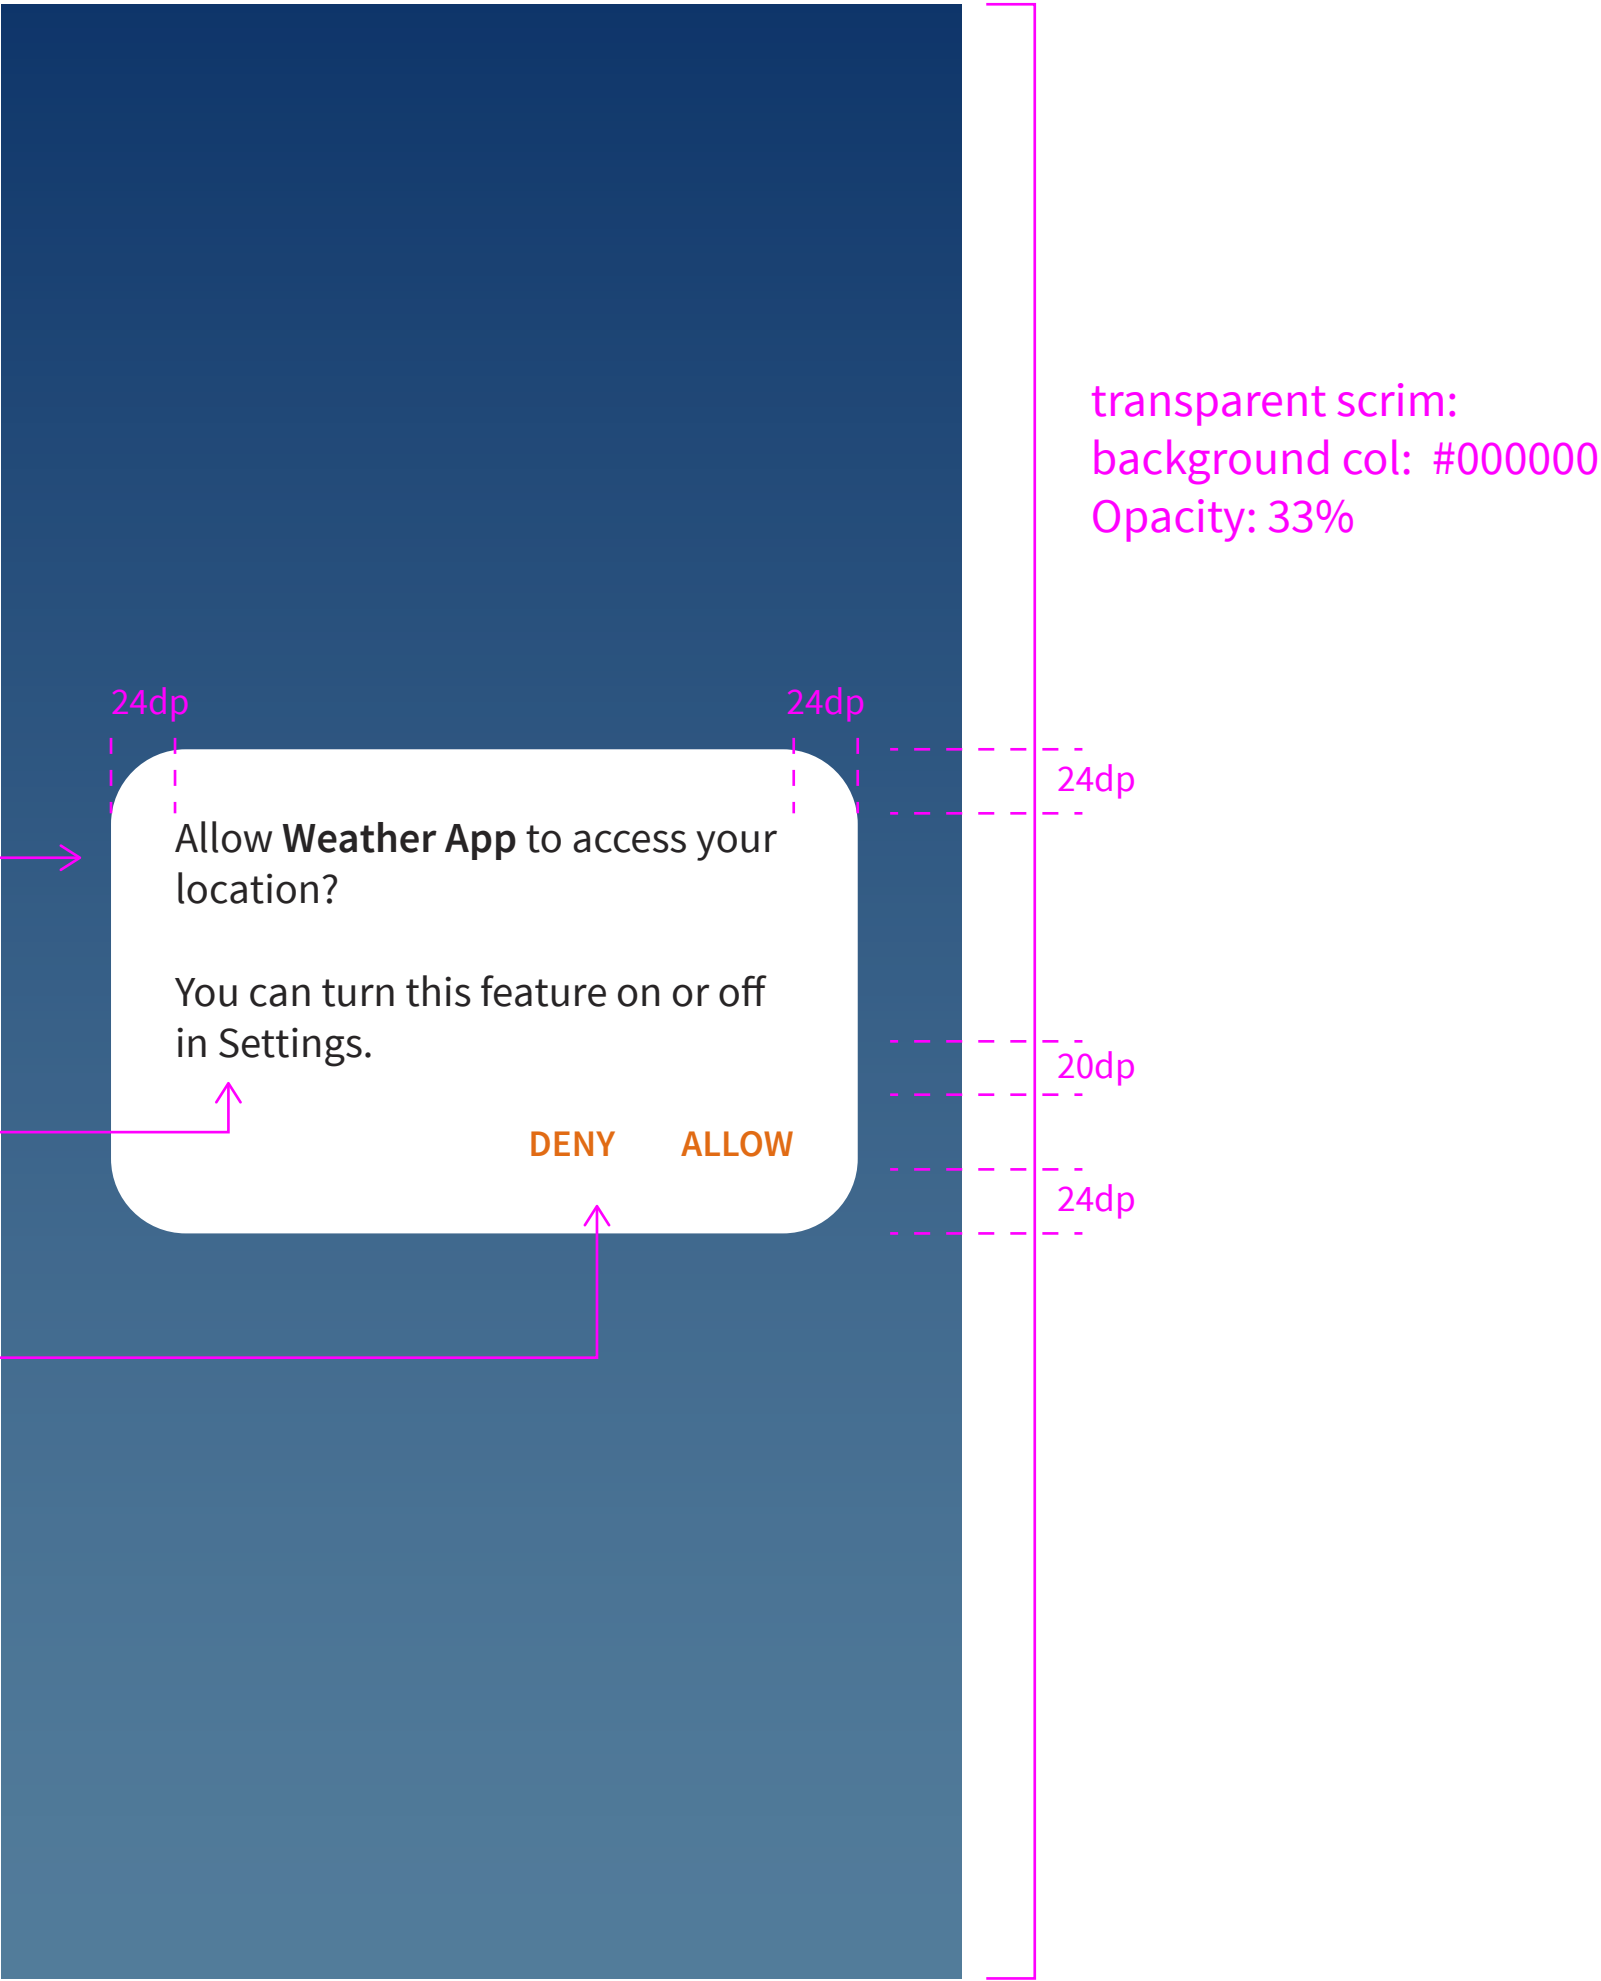 transparent scrim:
background col:  #000000
Opacity: 33%
24dp
24dp
24dp
Allow Weather App to access your
location?
You can turn this feature on or off
in Settings.
20dp
DENY
ALLOW
24dp